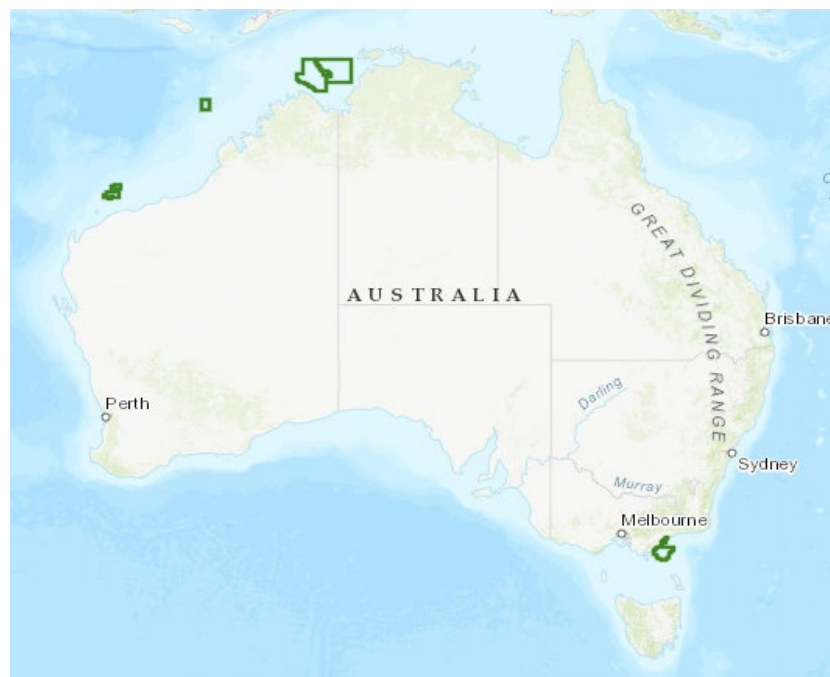 GREAT DIVIDING RANGE
AUSTRALIA
Brisbane
Darling
Perth
Sydney
Murray
Melbourne